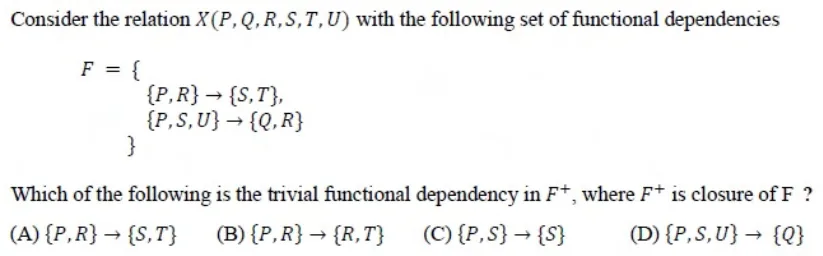 Consider the relation X(P, Q, R, S, T, U) with the following set of functional dependencies
F = {
{P, R} → {S, T},
{P, S, U} → {Q, R}
}
Which of the following is the trivial functional dependency in F⁺, where F⁺ is closure of F ?
(A) {P, R} → {S, T} (B) {P, R} → {R, T} (C) {P, S} → {S} (D) {P, S, U} → {Q}